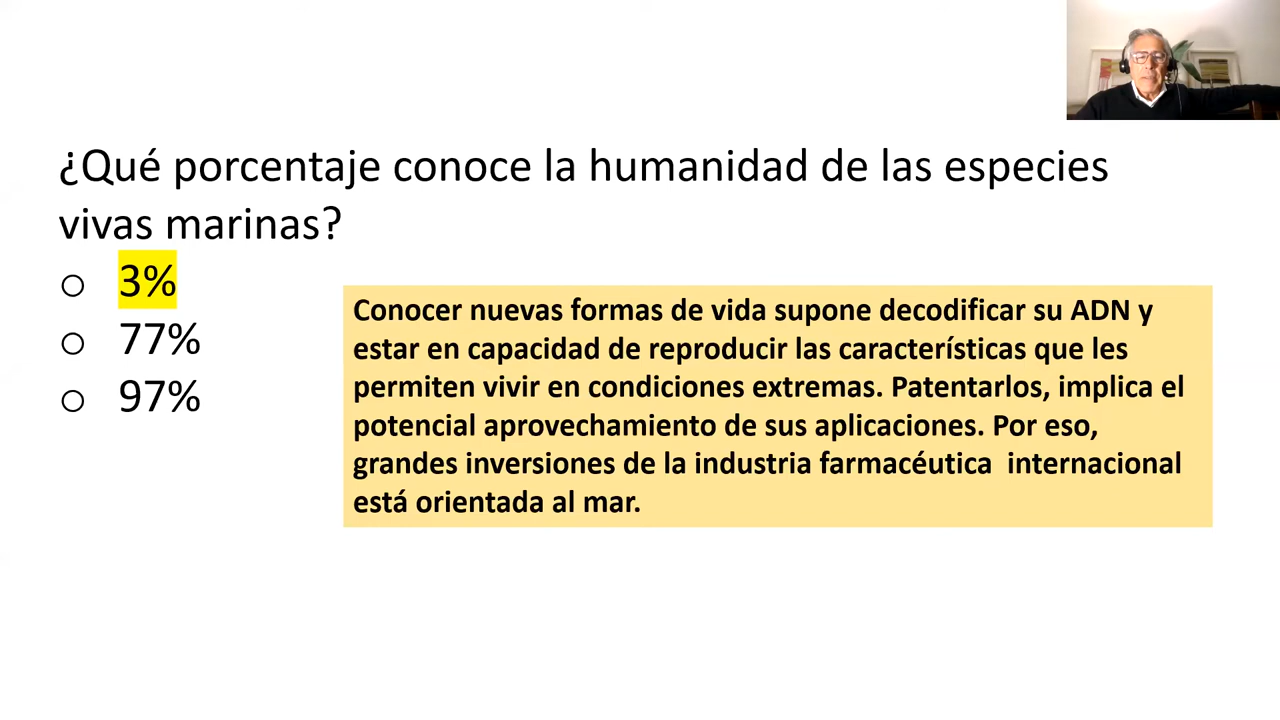 ¿Qué porcentaje conoce la humanidad de las especies
vivas marinas?
3%
77%
97%
Conocer nuevas formas de vida supone decodificar su ADN y
estar en capacidad de reproducir las características que les
permiten vivir en condiciones extremas. Patentarlos, implica el
potencial aprovechamiento de sus aplicaciones. Por eso,
grandes inversiones de la industria farmacéutica internacional
está orientada al mar.